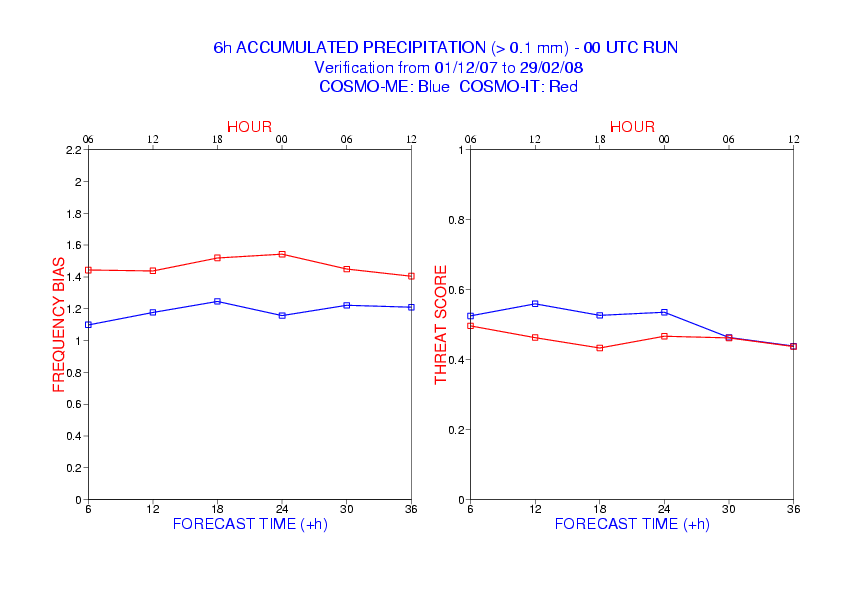 6h ACCUMULATED PRECIPITATION (> 0.1 mm) - 00 UTC RUN
Verification from 01/12/07 to 29/02/08
COSMO-ME: Blue  COSMO-IT: Red
HOUR
06 12 18 00 06 12
2.2
2
1.8
1.6
1.4
1.2
1
0.8
0.6
0.4
0.2
0
FREQUENCY BIAS
6 12 18 24 30 36
FORECAST TIME (+h)
HOUR
06 12 18 00 06 12
1
0.8
0.6
0.4
0.2
0
THREAT SCORE
6 12 18 24 30 36
FORECAST TIME (+h)